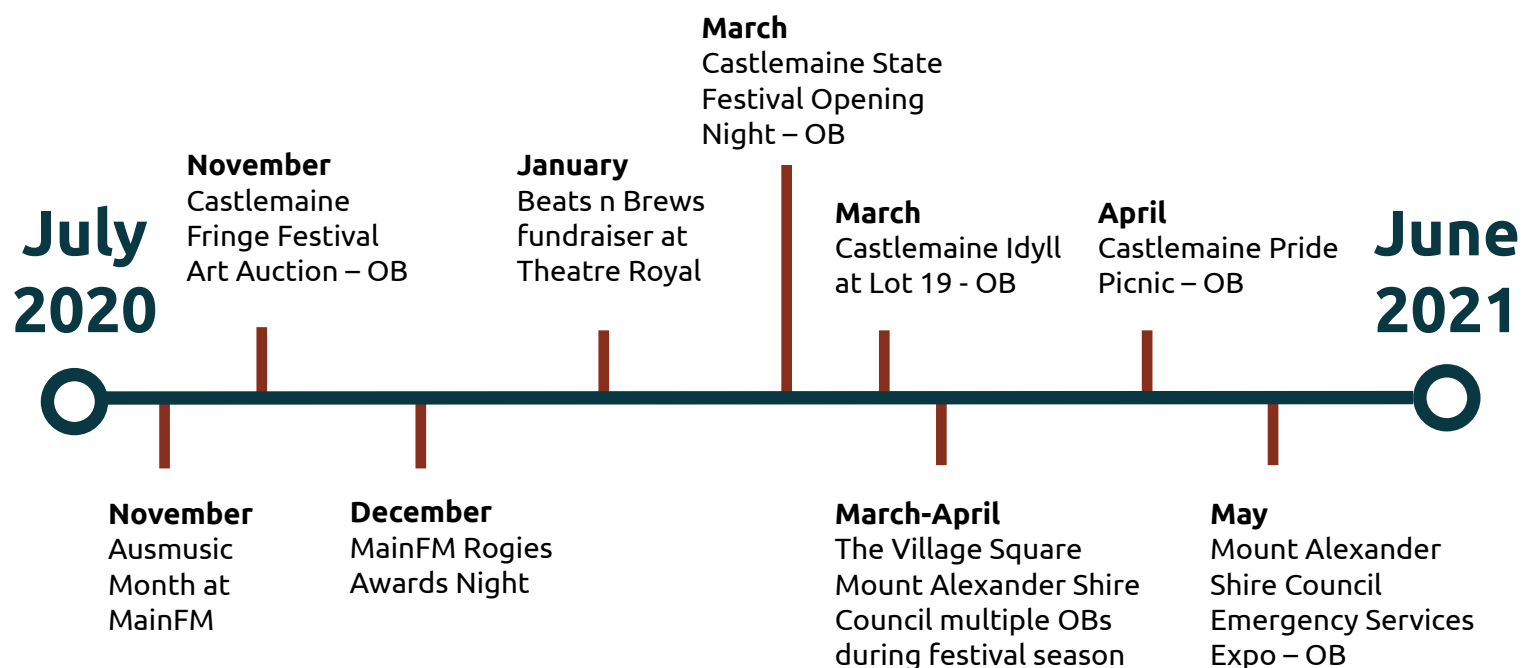 July
2020
November
Ausmusic
Month at
MainFM
November
Castlemaine
Fringe Festival
Art Auction – OB
December
MainFM Rogies
Awards Night
January
Beats n Brews
fundraiser at
Theatre Royal
March
Castlemaine State
Festival Opening
Night – OB
March
Castlemaine Idyll
at Lot 19 - OB
March-April
The Village Square
Mount Alexander Shire
Council multiple OBs
during festival season
April
Castlemaine Pride
Picnic – OB
May
Mount Alexander
Shire Council
Emergency Services
Expo – OB
June
2021